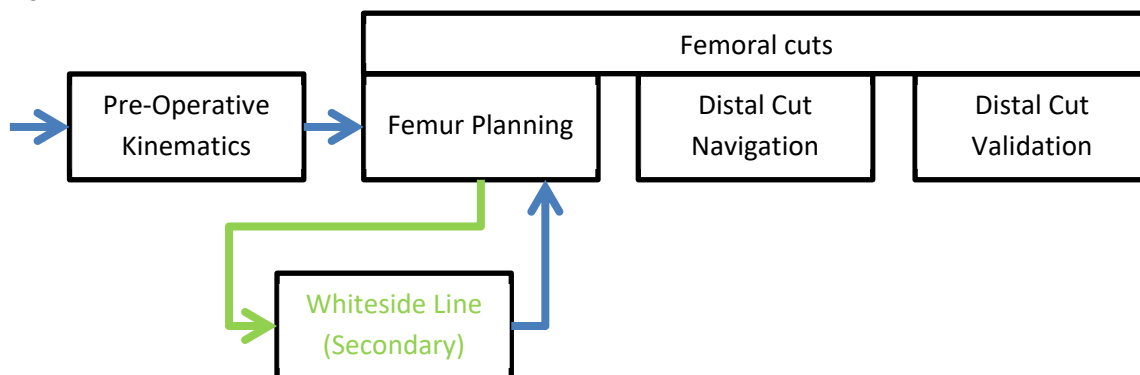 Femoral cuts
Pre-Operative
Kinematics
Femur Planning
Distal Cut
Navigation
Distal Cut
Validation
Whiteside Line
(Secondary)